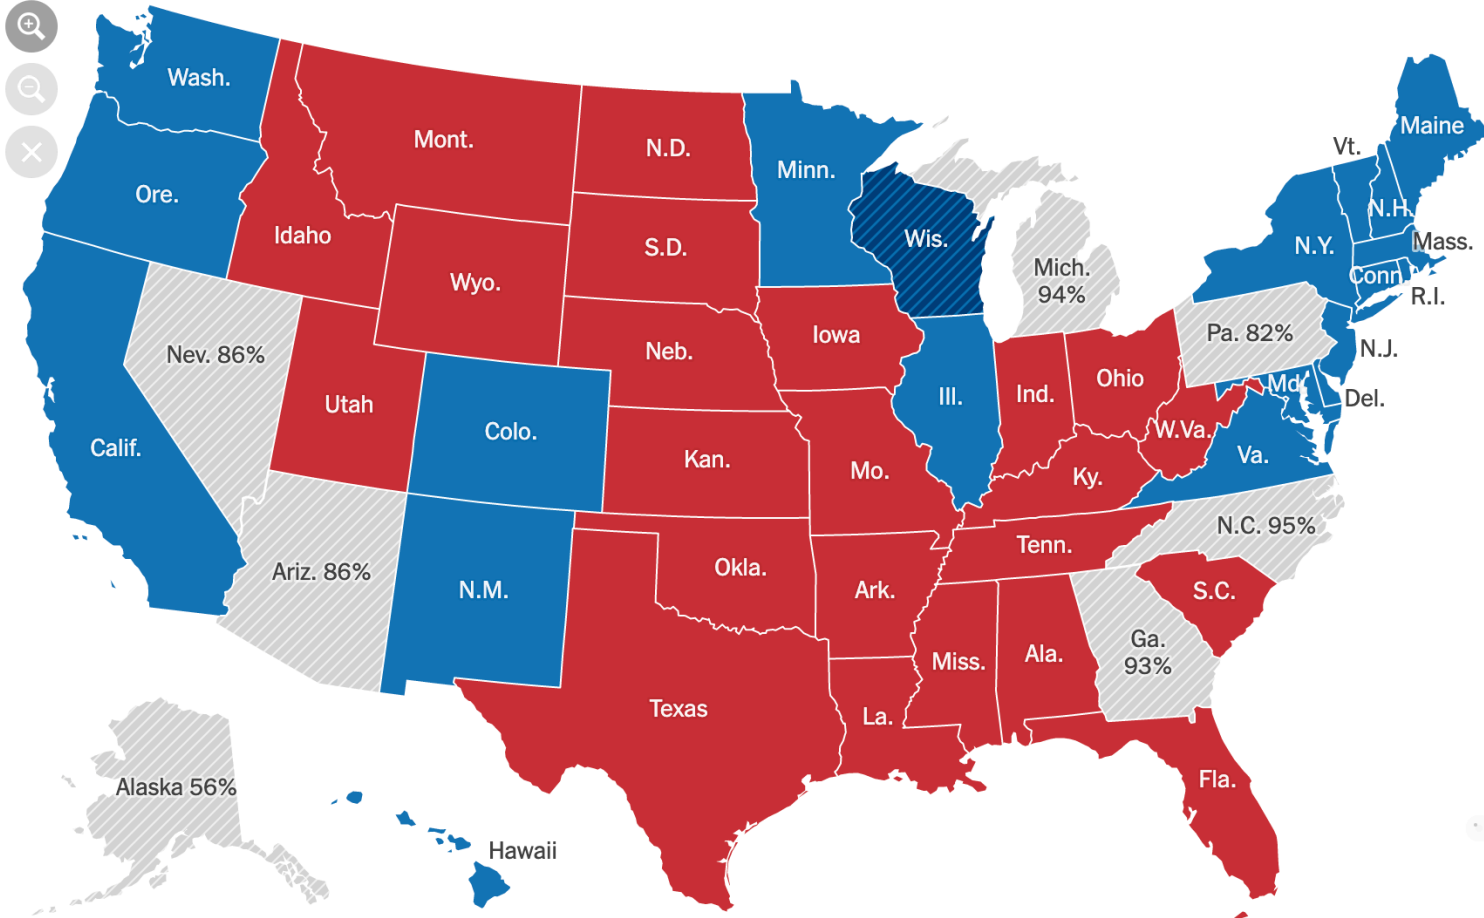 Wash.
Maine
Vt.
Mont.
N.D.
Minn.
Ore.
N.H.
Idaho
S.D.
Wis.
N.Y.
Mass.
Mich.
94%
Wyo.
Conn.
R.I.
Nev. 86%
Iowa
Pa. 82%
N.J.
Neb.
Utah
Ill.
Ind.
Ohio
Md.
Del.
Calif.
Colo.
Kan.
Mo.
W.Va.
Va.
Ky.
N.C. 95%
Ariz. 86%
N.M.
Okla.
Ark.
Tenn.
S.C.
Miss.
Ala.
Ga.
93%
Texas
La.
Alaska 56%
Fla.
Hawaii